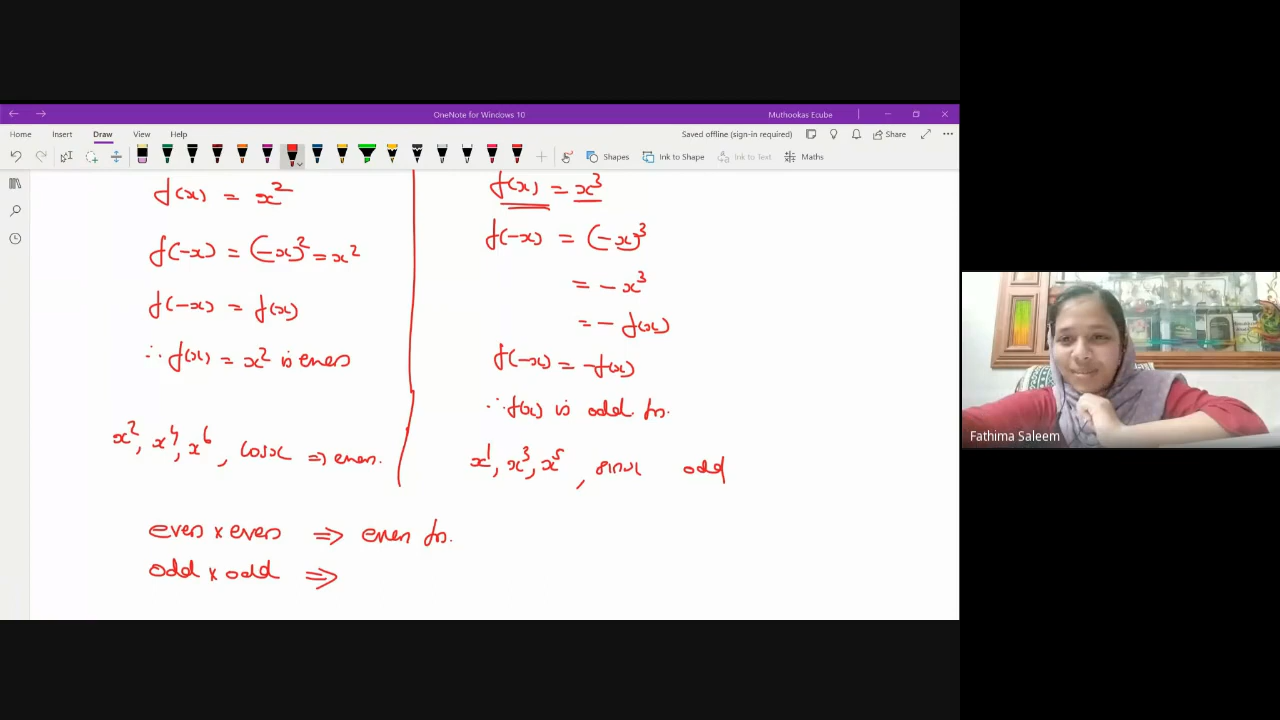 OneNote for Windows 10
Muthookas Ecube
Home Insert Draw View Help
Saved offline (sign-in required) Share
Shapes Ink to Shape Ink to Text Maths
f(x) = x²
f(-x) = (-x)² = x²
f(-x) = f(x)
∴ f(x) = x² is even
x², x⁴, x⁶, cosx ⇒ even.
f(x) = x³
f(-x) = (-x)³
= - x³
= - f(x)
f(-x) = -f(x)
∴ f(x) is odd fn.
x¹, x³, x⁵, sinx odd
even x even ⇒ even fn.
odd x odd ⇒
Fathima Saleem